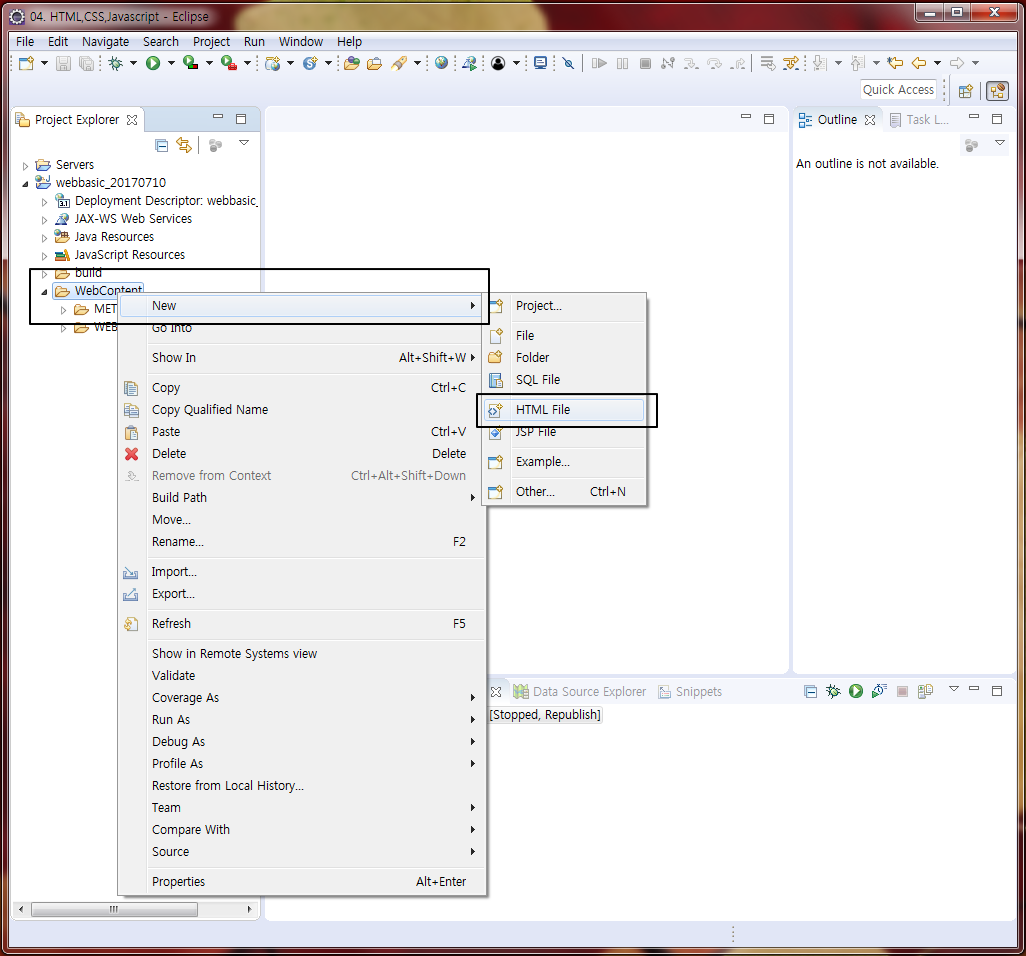 04. HTML,CSS,Javascript - Eclipse
File Edit Navigate Search Project Run Window Help
Quick Access
Project Explorer
Servers
webbasic_20170710
Deployment Descriptor: webbasic_
JAX-WS Web Services
Java Resources
JavaScript Resources
build
WebContent
MET
WEB
New
Go Into
Show In Alt+Shift+W
Copy Ctrl+C
Copy Qualified Name
Paste Ctrl+V
Delete Delete
Remove from Context Ctrl+Alt+Shift+Down
Build Path
Move...
Rename... F2
Import...
Export...
Refresh F5
Show in Remote Systems view
Validate
Coverage As
Run As
Debug As
Profile As
Restore from Local History...
Team
Compare With
Source
Properties Alt+Enter
Project...
File
Folder
SQL File
HTML File
JSP File
Example...
Other... Ctrl+N
Outline Task L...
An outline is not available.
Data Source Explorer Snippets
[Stopped, Republish]